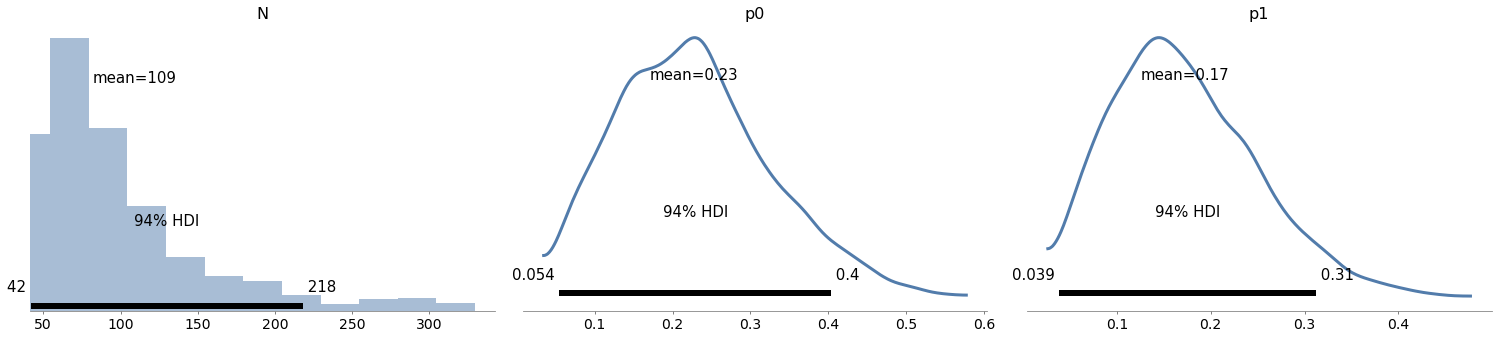 N
mean=109
94% HDI
42
218
50 100 150 200 250 300
p0
mean=0.23
94% HDI
0.054
0.4
0.1 0.2 0.3 0.4 0.5 0.6
p1
mean=0.17
94% HDI
0.039
0.31
0.1 0.2 0.3 0.4